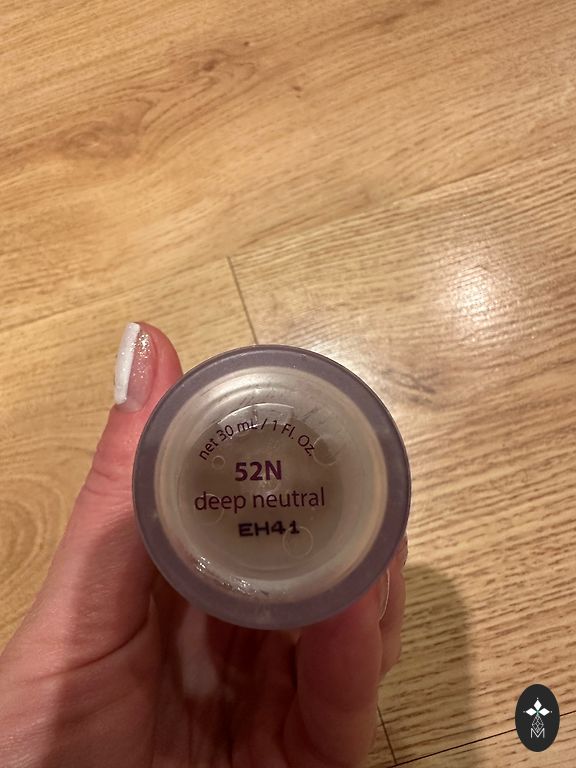 net 30 mL / 1 Fl. Oz.
52N
deep neutral
EH41